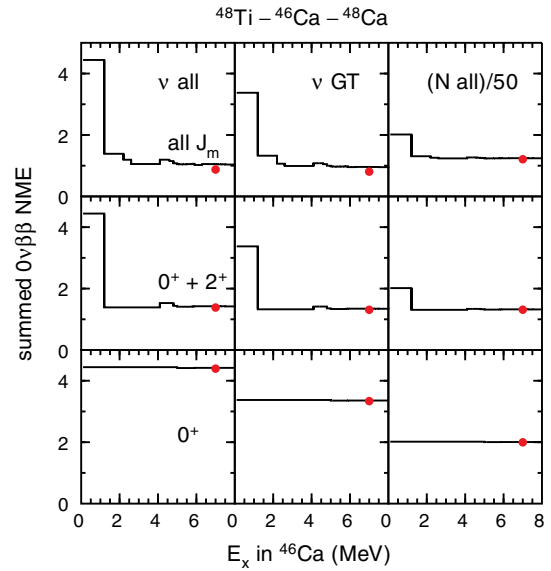 ⁴⁸Ti – ⁴⁶Ca – ⁴⁸Ca
ν all
ν GT
(N all)/50
all Jₘ
4
2
0
0⁺ + 2⁺
4
2
0
0⁺
4
2
0
0 2 4 6
0 2 4 6
0 2 4 6 8
summed 0νββ NME
Eₓ in ⁴⁶Ca (MeV)